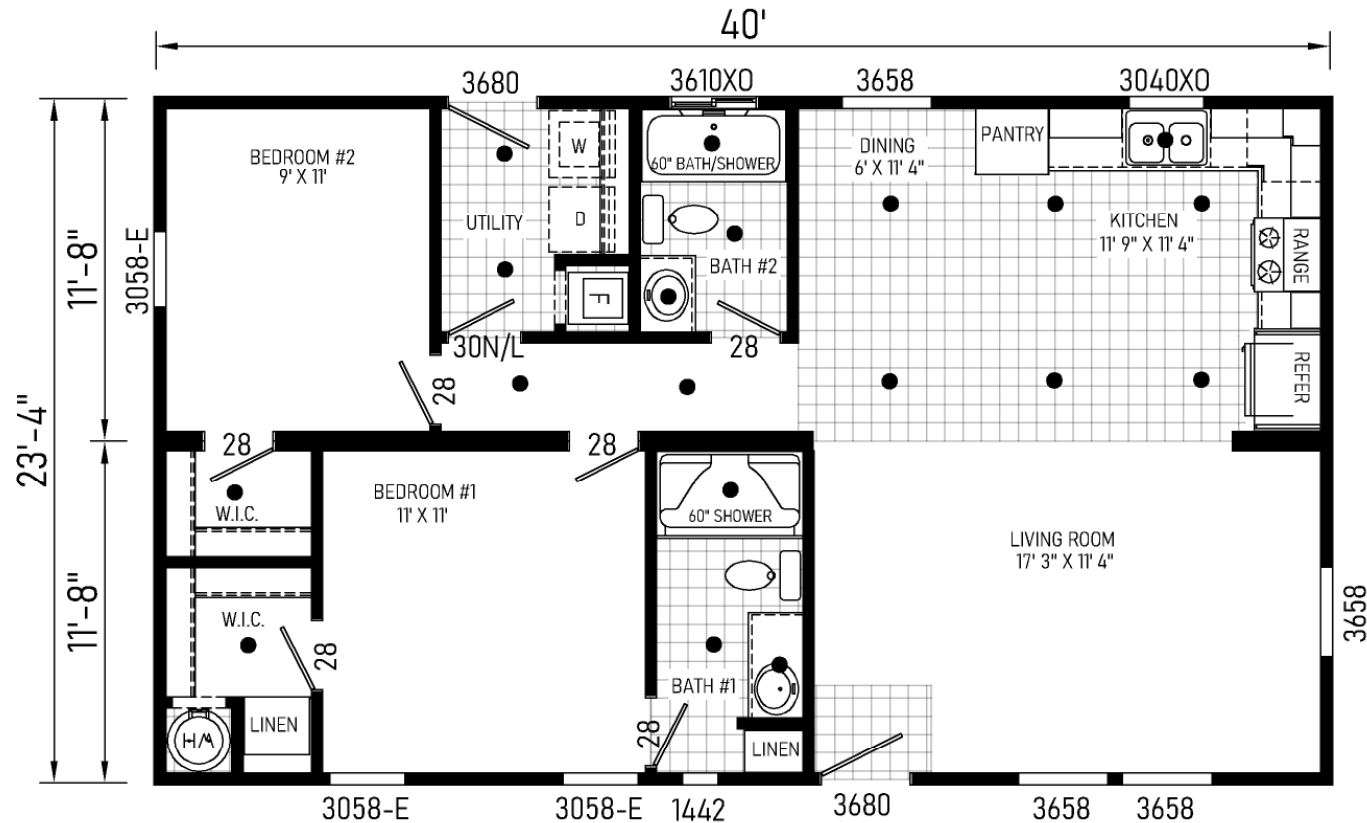 40'
3680
3610XO
3658
3040XO
BEDROOM #2
9' X 11'
W
60" BATH/SHOWER
DINING
6' X 11' 4"
PANTRY
UTILITY
D
BATH #2
KITCHEN
11' 9" X 11' 4"
RANGE
3058-E
11'-8"
F
30N/L
28
REFER
28
23'-4"
28
28
W.I.C.
BEDROOM #1
11' X 11'
60" SHOWER
LIVING ROOM
17' 3" X 11' 4"
11'-8"
W.I.C.
28
3658
BATH #1
LINEN
W/H
28
LINEN
3058-E
3058-E
1442
3680
3658
3658